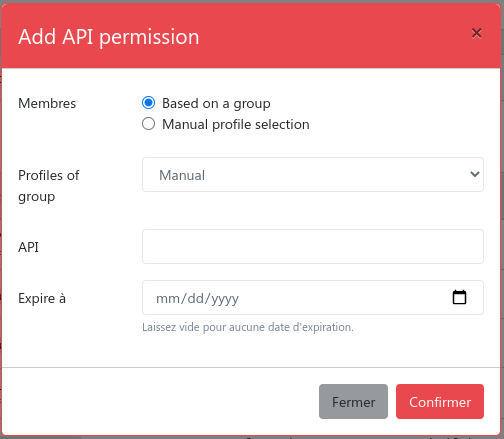 Add API permission
×
Membres
Based on a group
Manual profile selection
Profiles of
group
Manual
API
Expire à
mm/dd/yyyy
Laissez vide pour aucune date d'expiration.
Fermer
Confirmer